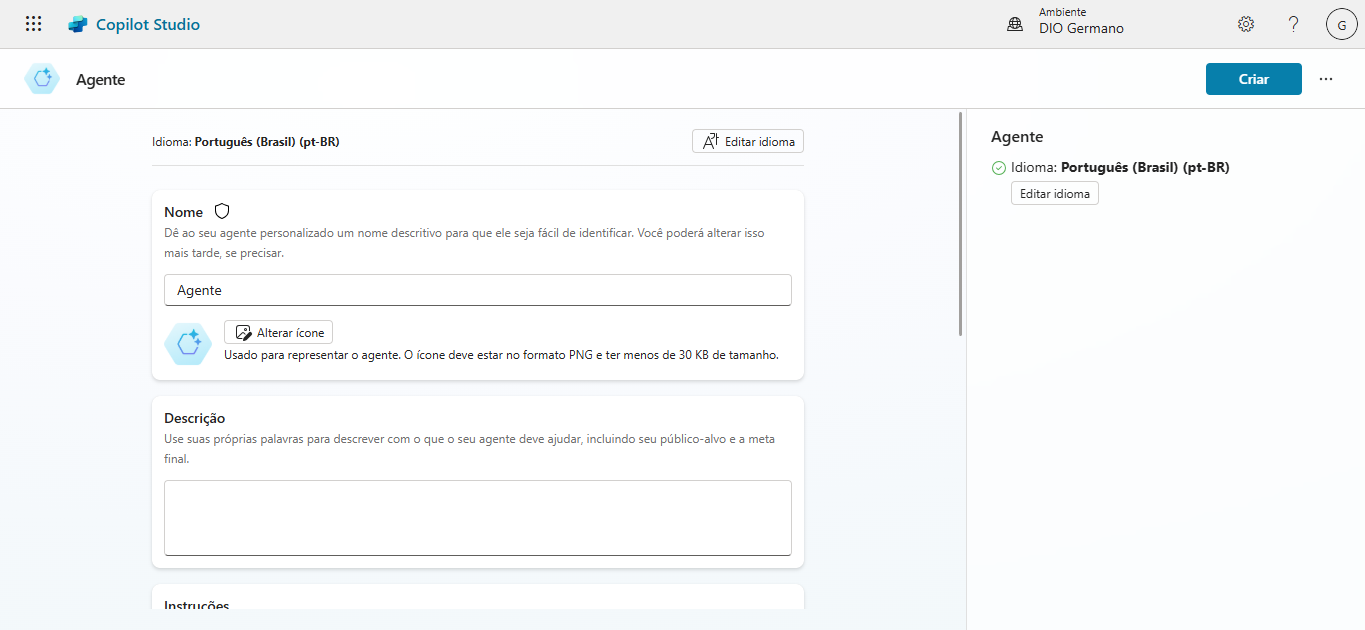 Copilot Studio
Ambiente
DIO Germano
?
G
Agente
Criar
...
Idioma: Português (Brasil) (pt-BR)
Editar idioma
Nome
Dê ao seu agente personalizado um nome descritivo para que ele seja fácil de identificar. Você poderá alterar isso
mais tarde, se precisar.
Agente
Alterar ícone
Usado para representar o agente. O ícone deve estar no formato PNG e ter menos de 30 KB de tamanho.
Descrição
Use suas próprias palavras para descrever com o que o seu agente deve ajudar, incluindo seu público-alvo e a meta
final.
Instruções
Agente
Idioma: Português (Brasil) (pt-BR)
Editar idioma